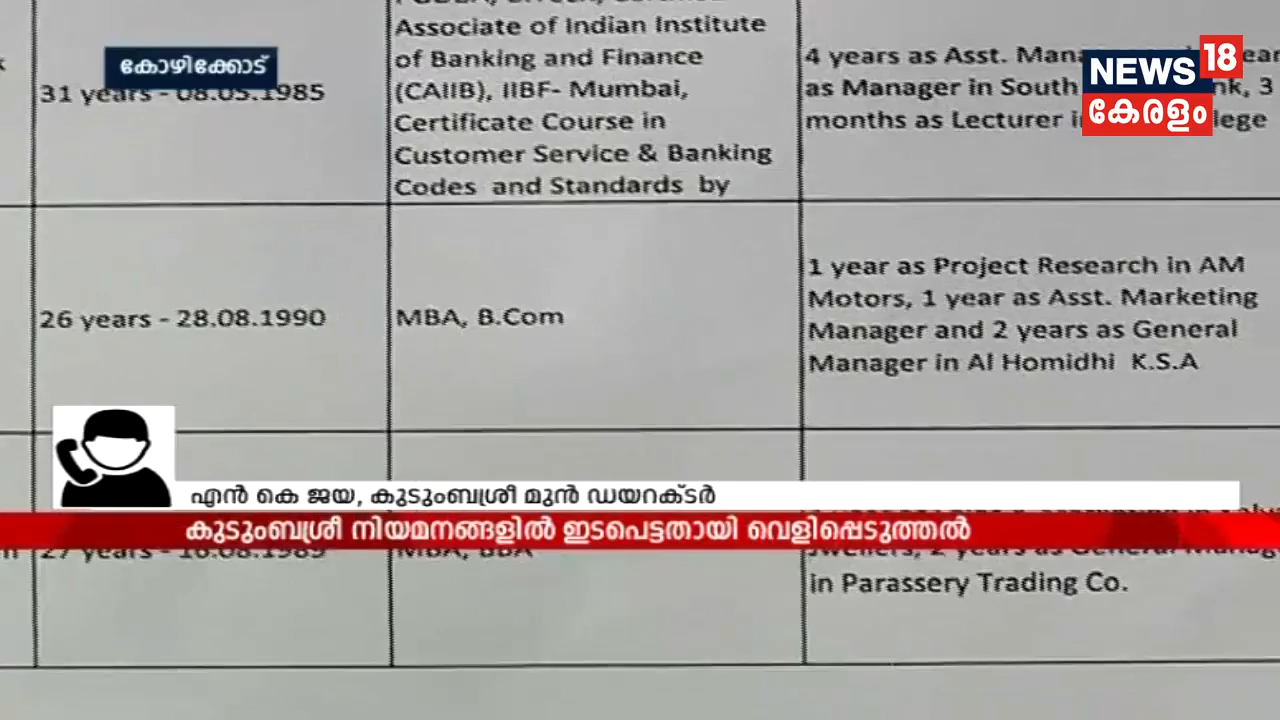 Associate of Indian Institute
of Banking and Finance
(CAIIB), IIBF- Mumbai,
Certificate Course in
Customer Service & Banking
Codes and Standards by
4 years as Asst.
as Manager in South
months as Lecturer
കോഴിക്കോട്
31 years - 08.05.1985
NEWS 18
കേരളം
26 years - 28.08.1990
MBA, B.Com
1 year as Project Research in AM
Motors, 1 year as Asst. Marketing
Manager and 2 years as General
Manager in Al Homidhi K.S.A
എൻ കെ ജയ, കുടുംബശ്രീ മുൻ ഡയറക്ടർ
കുടുംബശ്രീ നിയമനങ്ങളിൽ ഇടപെട്ടതായി വെളിപ്പെടുത്തൽ
27 years -
MBA, BBA
in Parassery Trading Co.